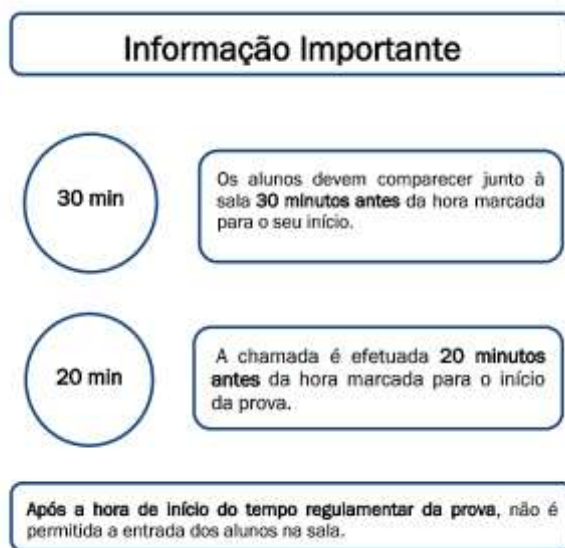 Informação Importante
30 min
Os alunos devem comparecer junto à
sala 30 minutos antes da hora marcada
para o seu início.
20 min
A chamada é efetuada 20 minutos
antes da hora marcada para o início
da prova.
Após a hora de início do tempo regulamentar da prova, não é
permitida a entrada dos alunos na sala.